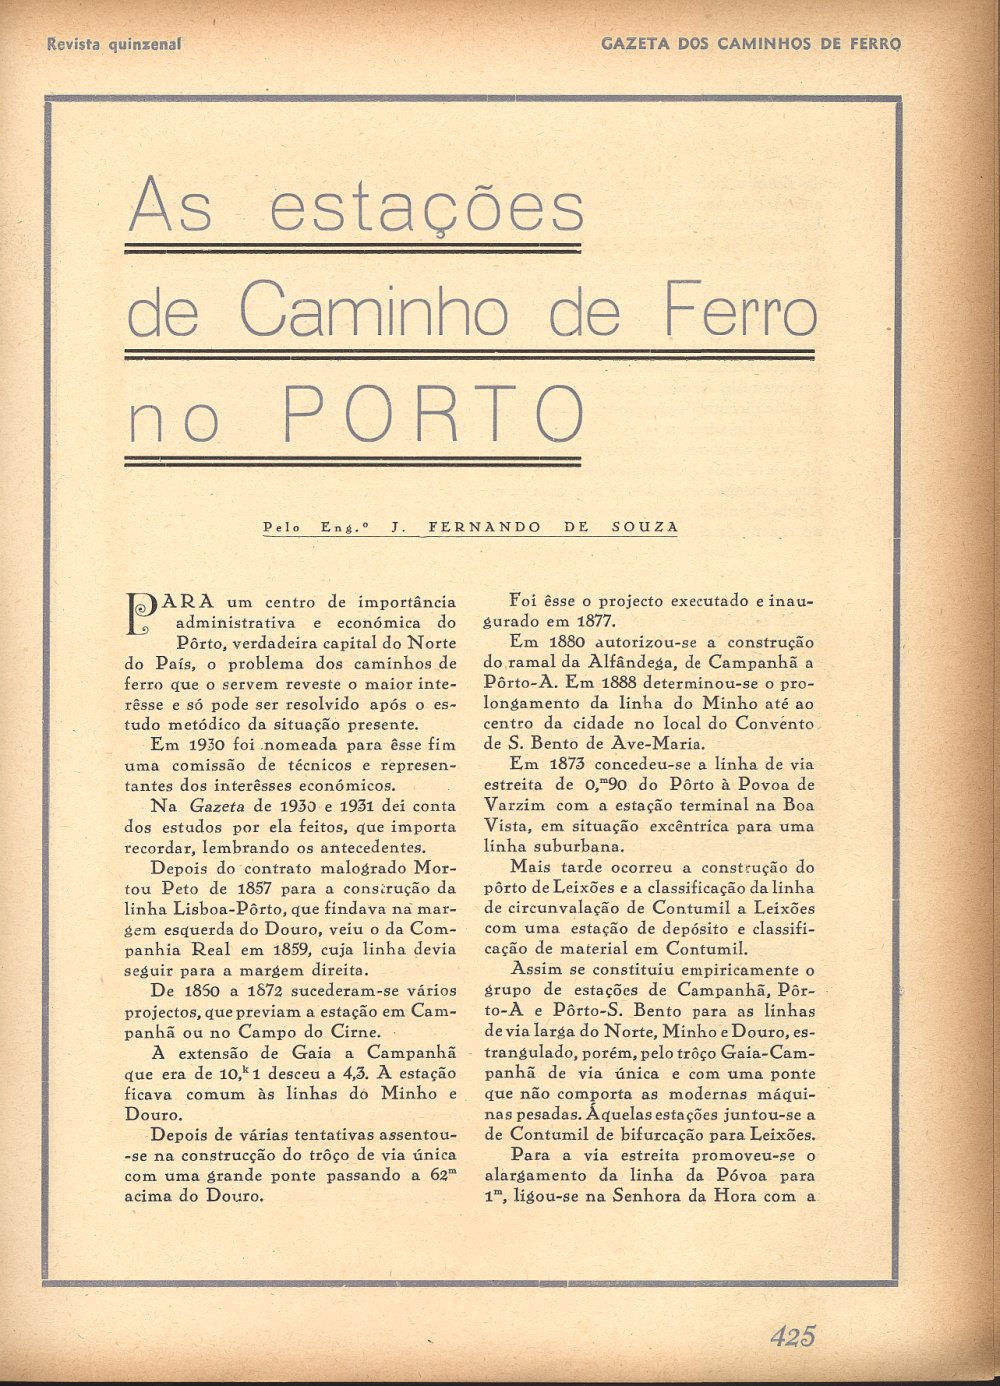 Revista quinzenal
GAZETA DOS CAMINHOS DE FERRO
As estações
de Caminho de Ferro
no PORTO
Pelo Eng.º J. FERNANDO DE SOUZA
PARA um centro de importância
administrativa e económica do
Pôrto, verdadeira capital do Norte
do País, o problema dos caminhos de
ferro que o servem reveste o maior inte-
rêsse e só pode ser resolvido após o es-
tudo metódico da situação presente.
Em 1930 foi nomeada para êsse fim
uma comissão de técnicos e represen-
tantes dos interêsses económicos.
Na Gazeta de 1930 e 1931 dei conta
dos estudos por ela feitos, que importa
recordar, lembrando os antecedentes.
Depois do contrato malogrado Mor-
tou Peto de 1857 para a construção da
linha Lisboa-Pôrto, que findava na mar-
gem esquerda do Douro, veiu o da Com-
panhia Real em 1859, cuja linha devia
seguir para a margem direita.
De 1850 a 1872 sucederam-se vários
projectos, que previam a estação em Cam-
panhã ou no Campo do Cirne.
A extensão de Gaia a Campanhã
que era de 10,ᵏ1 desceu a 4,3. A estação
ficava comum às linhas do Minho e
Douro.
Depois de várias tentativas assentou-
-se na construcção do trôço de via única
com uma grande ponte passando a 62ᵐ
acima do Douro.
Foi êsse o projecto executado e inau-
gurado em 1877.
Em 1880 autorizou-se a construção
do ramal da Alfândega, de Campanhã a
Pôrto-A. Em 1888 determinou-se o pro-
longamento da linha do Minho até ao
centro da cidade no local do Convento
de S. Bento de Ave-Maria.
Em 1873 concedeu-se a linha de via
estreita de 0,ᵐ90 do Pôrto à Povoa de
Varzim com a estação terminal na Boa
Vista, em situação excêntrica para uma
linha suburbana.
Mais tarde ocorreu a construção do
pôrto de Leixões e a classificação da linha
de circunvalação de Contumil a Leixões
com uma estação de depósito e classifi-
cação de material em Contumil.
Assim se constituiu empiricamente o
grupo de estações de Campanhã, Pôr-
to-A e Pôrto-S. Bento para as linhas
de via larga do Norte, Minho e Douro, es-
trangulado, porém, pelo trôço Gaia-Cam-
panhã de via única e com uma ponte
que não comporta as modernas máqui-
nas pesadas. Áquelas estações juntou-se a
de Contumil de bifurcação para Leixões.
Para a via estreita promoveu-se o
alargamento da linha da Póvoa para
1ᵐ, ligou-se na Senhora da Hora com a
425